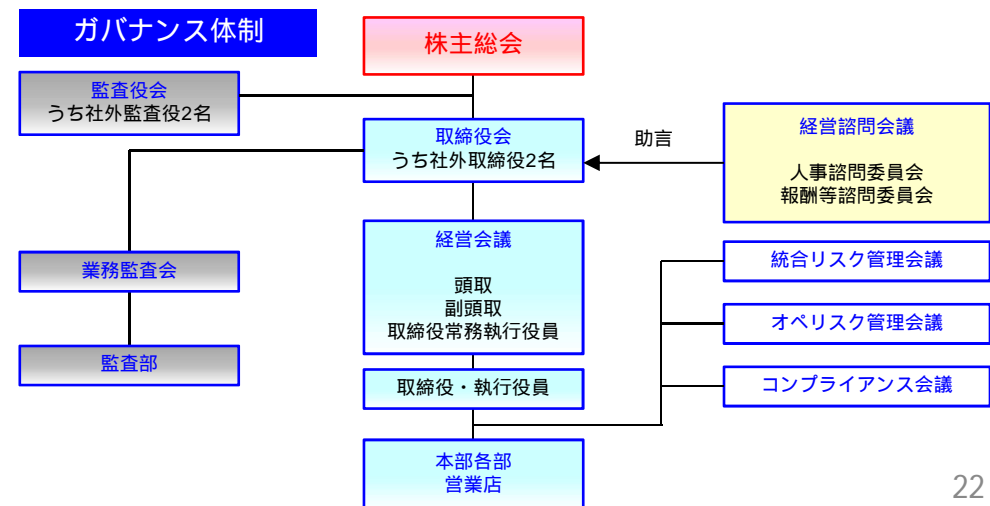 ガバナンス体制
株主総会
監査役会
うち社外監査役2名
取締役会
うち社外取締役2名
助言
経営諮問会議
人事諮問委員会
報酬等諮問委員会
業務監査会
監査部
経営会議
頭取
副頭取
取締役常務執行役員
統合リスク管理会議
オペリスク管理会議
コンプライアンス会議
取締役・執行役員
本部各部
営業店
22